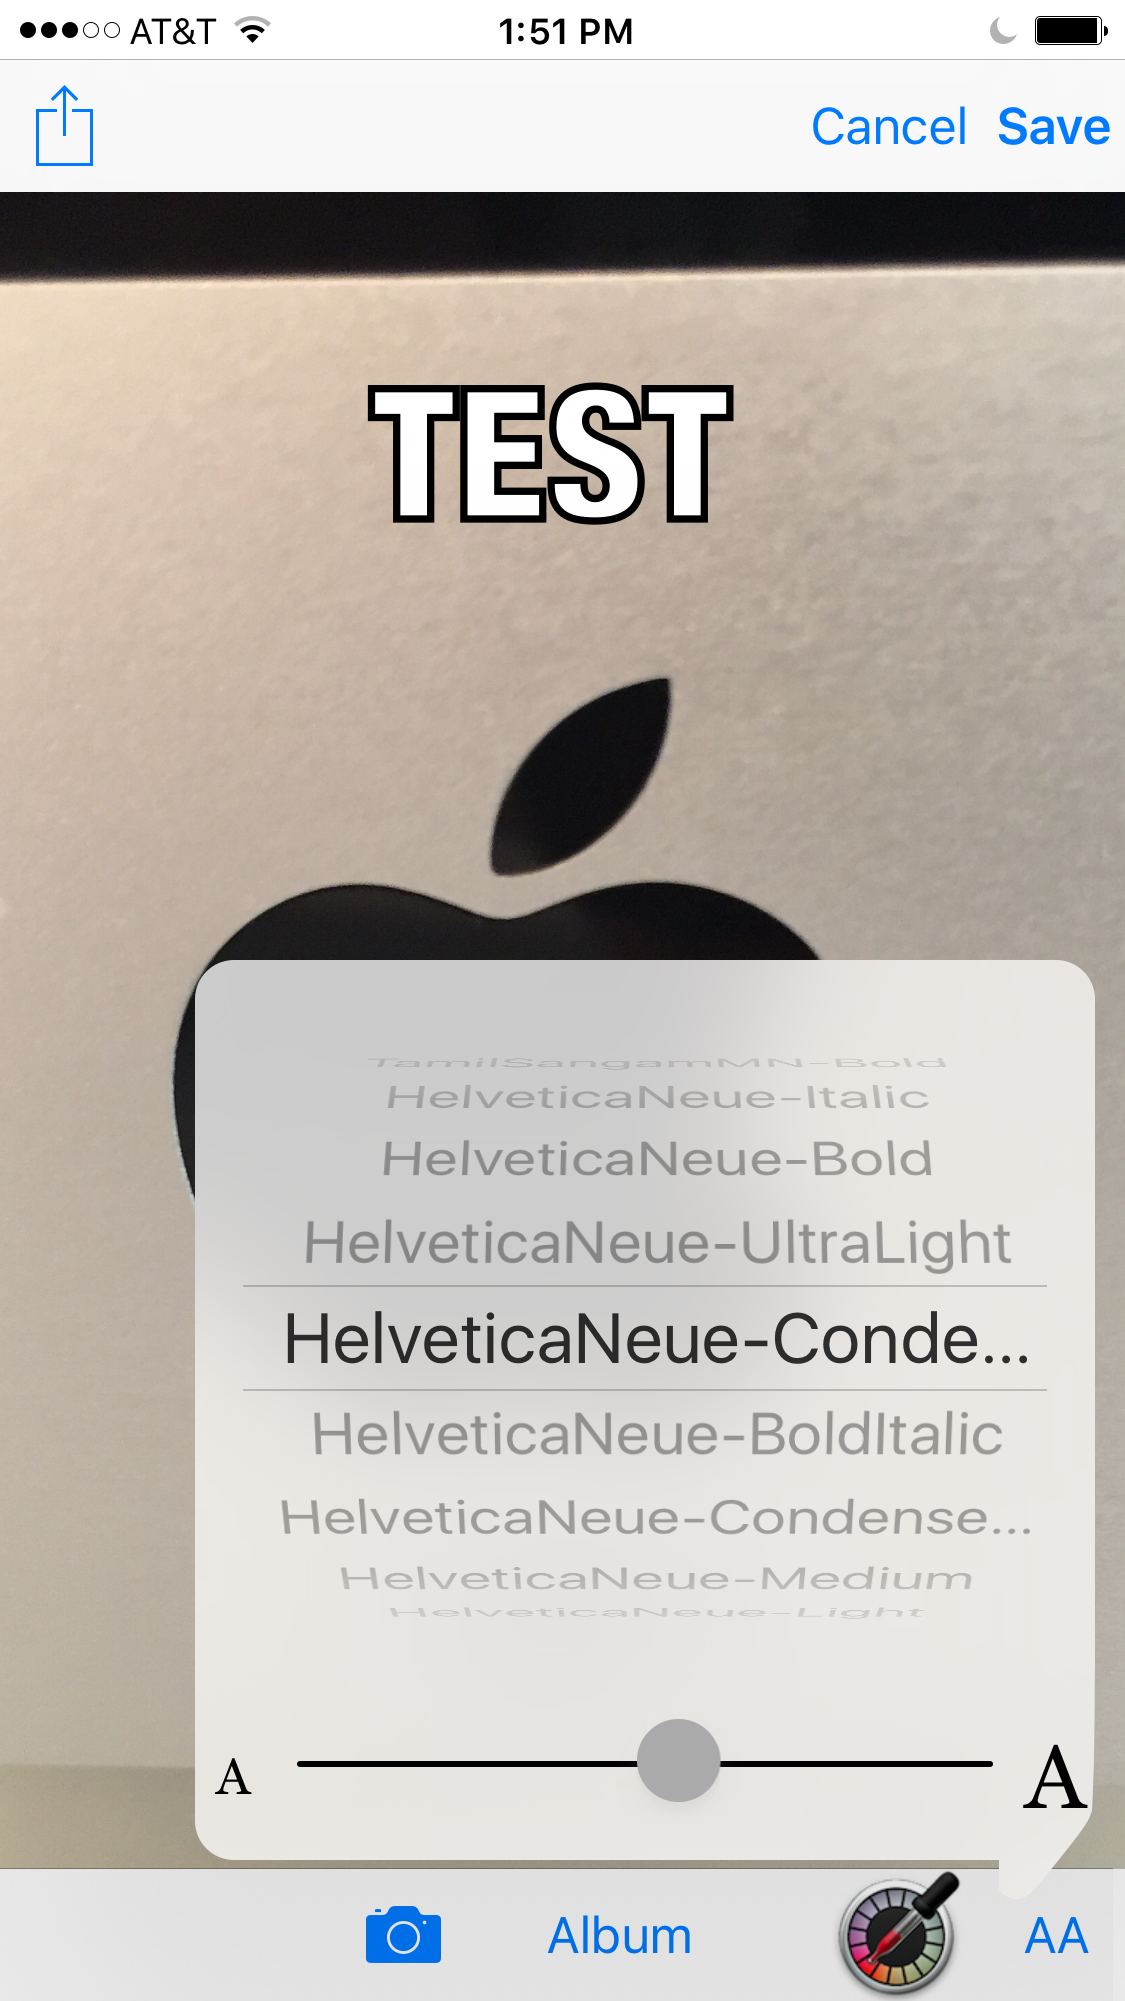 AT&T 1:51 PM
Cancel Save
TEST
TamilSangamMN-Bold
HelveticaNeue-Italic
HelveticaNeue-Bold
HelveticaNeue-UltraLight
HelveticaNeue-Conde...
HelveticaNeue-BoldItalic
HelveticaNeue-Condense...
HelveticaNeue-Medium
HelveticaNeue-Light
A A
Album AA